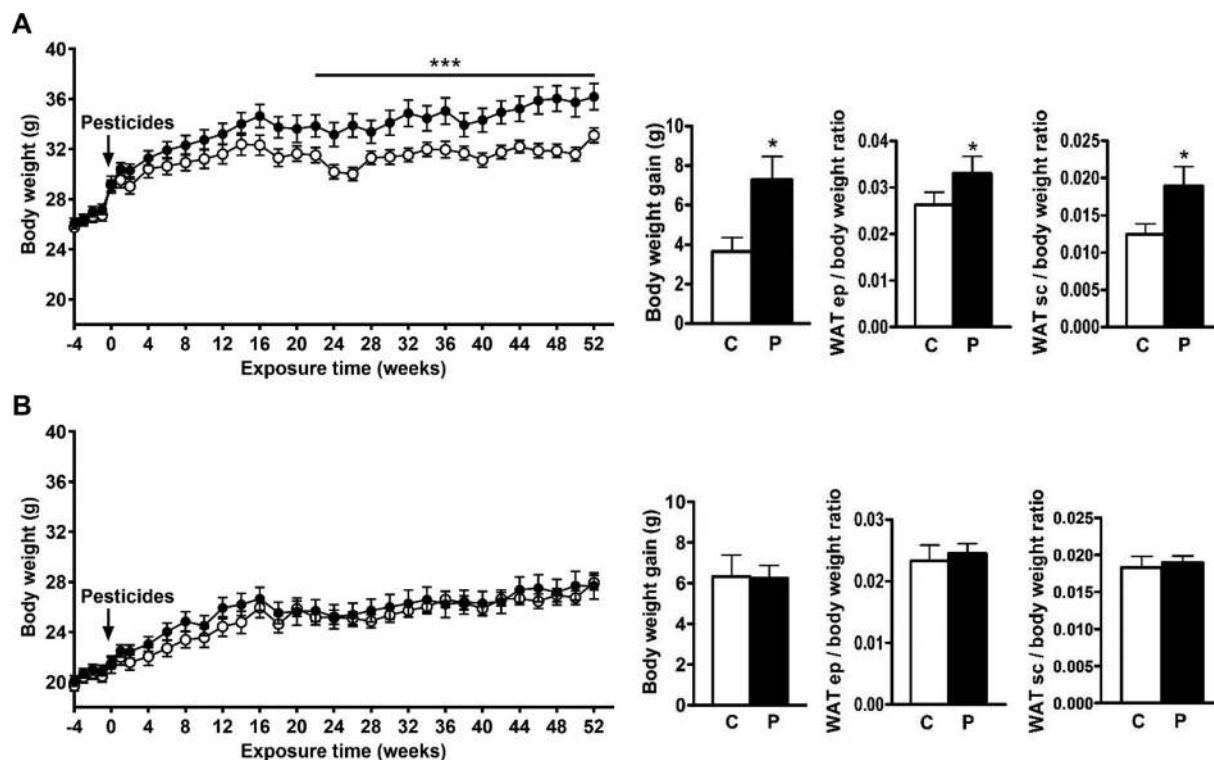 A
Body weight (g)
40
36
32
28
24
20
Pesticides
***
-4 0 4 8 12 16 20 24 28 32 36 40 44 48 52
Exposure time (weeks)
Body weight gain (g)
10
8
6
4
2
0
*
C P
WAT ep / body weight ratio
0.04
0.03
0.02
0.01
0.00
*
C P
WAT sc / body weight ratio
0.025
0.020
0.015
0.010
0.005
0.000
*
C P
B
Body weight (g)
40
36
32
28
24
20
Pesticides
-4 0 4 8 12 16 20 24 28 32 36 40 44 48 52
Exposure time (weeks)
Body weight gain (g)
10
8
6
4
2
0
C P
WAT ep / body weight ratio
0.03
0.02
0.01
0.00
C P
WAT sc / body weight ratio
0.025
0.020
0.015
0.010
0.005
0.000
C P